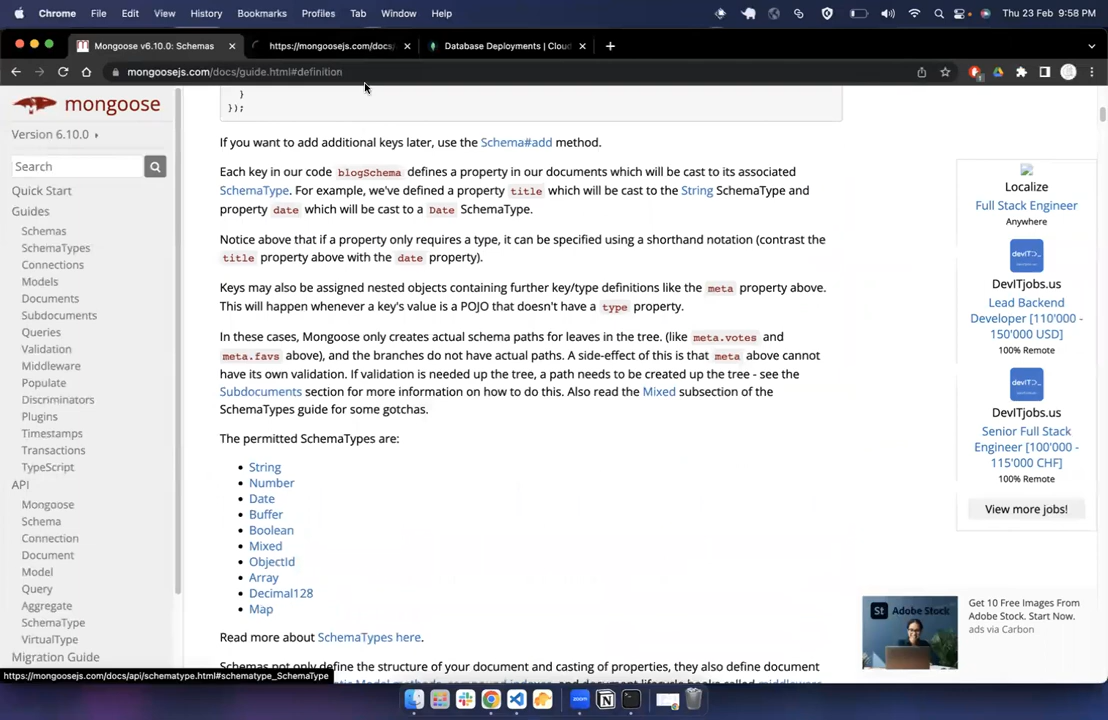 Chrome File Edit View History Bookmarks Profiles Tab Window Help Thu 23 Feb 9:58 PM
Mongoose v6.10.0: Schemas https://mongoosejs.com/docs/ Database Deployments | Cloud
mongoosejs.com/docs/guide.html#definition
mongoose
Version 6.10.0
Search
Quick Start
Guides
Schemas
SchemaTypes
Connections
Models
Documents
Subdocuments
Queries
Validation
Middleware
Populate
Discriminators
Plugins
Timestamps
Transactions
TypeScript
API
Mongoose
Schema
Connection
Document
Model
Query
Aggregate
SchemaType
VirtualType
Migration Guide
}
});
If you want to add additional keys later, use the Schema#add method.
Each key in our code blogSchema defines a property in our documents which will be cast to its associated
SchemaType. For example, we've defined a property title which will be cast to the String SchemaType and
property date which will be cast to a Date SchemaType.
Notice above that if a property only requires a type, it can be specified using a shorthand notation (contrast the
title property above with the date property).
Keys may also be assigned nested objects containing further key/type definitions like the meta property above.
This will happen whenever a key's value is a POJO that doesn't have a type property.
In these cases, Mongoose only creates actual schema paths for leaves in the tree. (like meta.votes and
meta.favs above), and the branches do not have actual paths. A side-effect of this is that meta above cannot
have its own validation. If validation is needed up the tree, a path needs to be created up the tree - see the
Subdocuments section for more information on how to do this. Also read the Mixed subsection of the
SchemaTypes guide for some gotchas.
The permitted SchemaTypes are:
String
Number
Date
Buffer
Boolean
Mixed
ObjectId
Array
Decimal128
Map
Read more about SchemaTypes here.
Schemas not only define the structure of your document and casting of properties, they also define document
Localize
Full Stack Engineer
Anywhere
DevITjobs.us
Lead Backend
Developer [110'000 -
150'000 USD]
100% Remote
DevITjobs.us
Senior Full Stack
Engineer [100'000 -
115'000 CHF]
100% Remote
View more jobs!
St Adobe Stock
Get 10 Free Images From
Adobe Stock. Start Now.
ads via Carbon
https://mongoosejs.com/docs/api/schematype.html#schematype_SchemaType